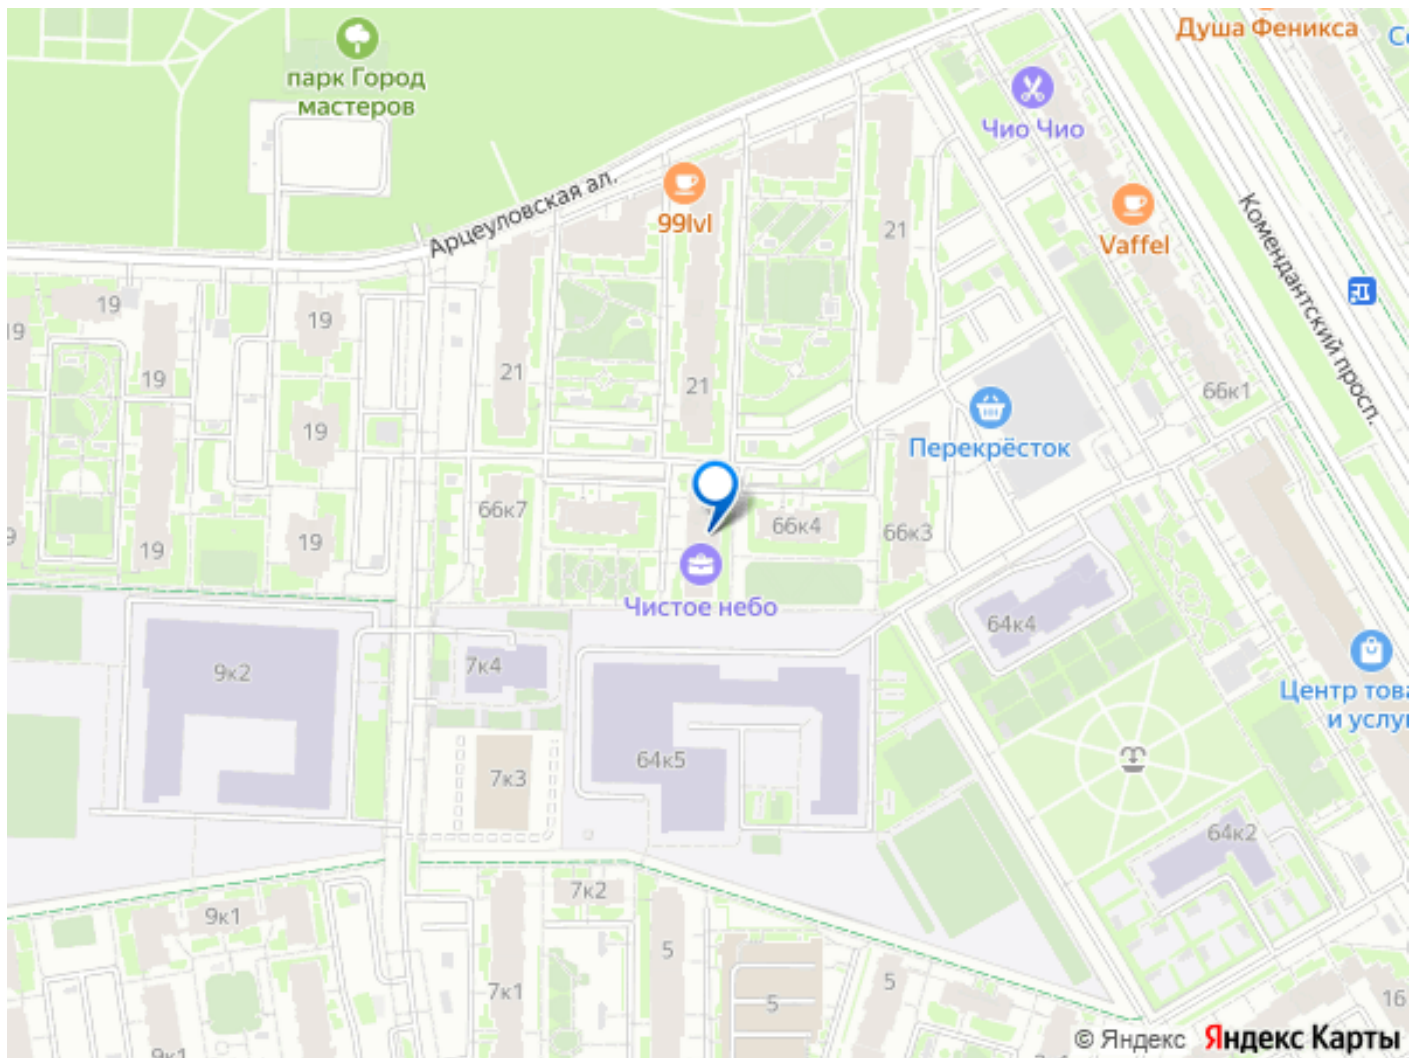 Душа Феникса
парк Город
мастеров
Чио Чио
Арцеуловская ал.
99lvl
Vaffel
Комендантский просп.
21
19
19
19
19
21
21
66к1
19
19
Перекрёсток
66к7
66к4
66к3
19
19
Чистое небо
64к4
9к2
7к4
Центр това
и услуг
64к5
7к3
64к2
7к2
9к1
5
5
7к1
5
16
9к1
© Яндекс Яндекс Карты